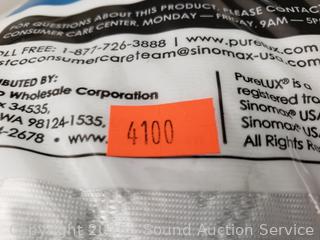 FOR QUESTIONS ABOUT THIS PRODUCT, PLEASE CONTACT
CONSUMER CARE CENTER, MONDAY – FRIDAY, 9AM – 5P
OLL FREE: 1-877-726-3888 | www.pureLUX
stcoconsumercareteam@sinomax-usa.com
IBUTED BY:
O Wholesale Corporation
X 34535,
WA 98124-1535,
4-2678 • www.
4100
PureLUX® is a
registered tra
Sinomax® USA
Sinomax® USA
All Rights R
Copyright Sound Auction Service